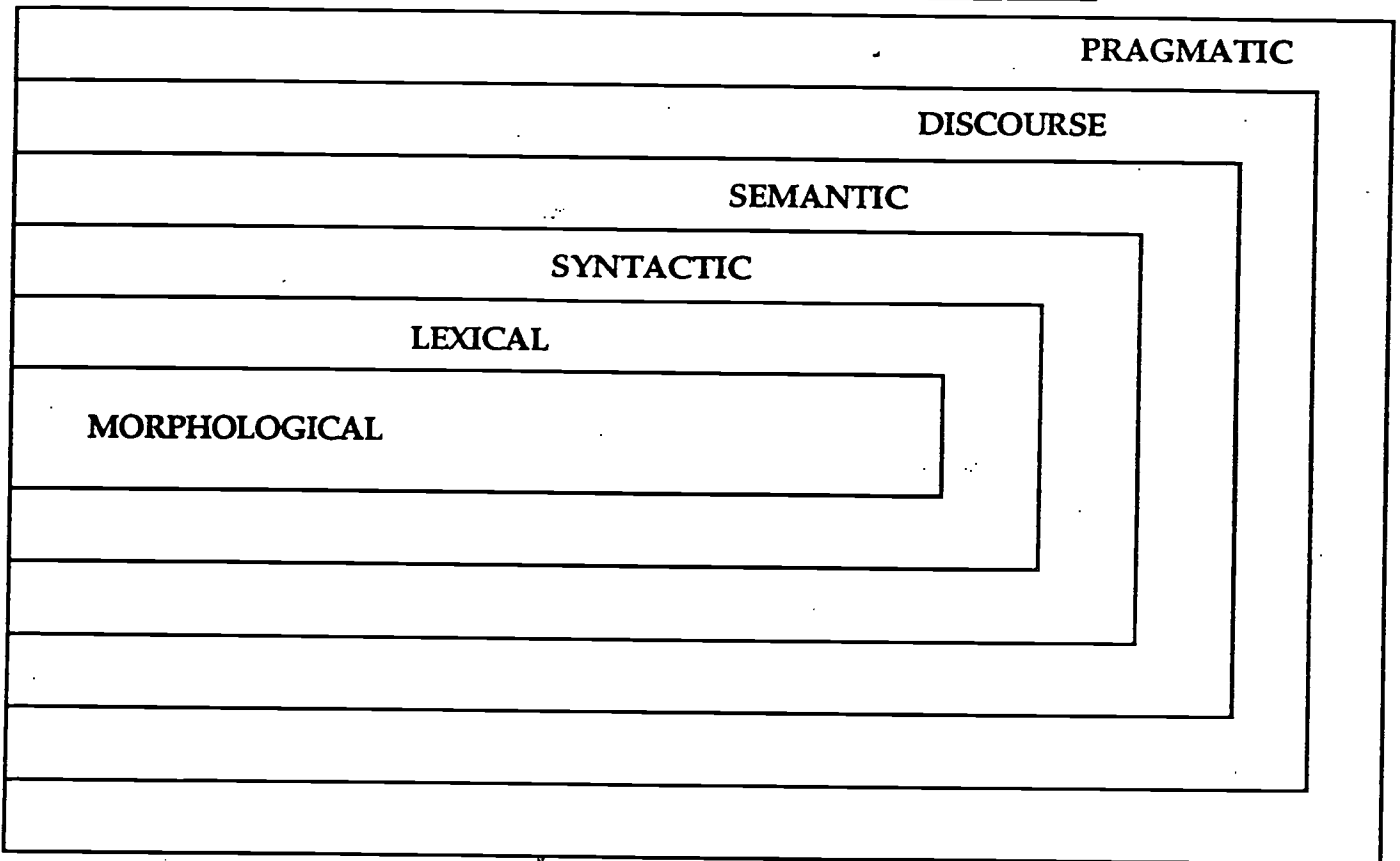 PRAGMATIC
DISCOURSE
SEMANTIC
SYNTACTIC
LEXICAL
MORPHOLOGICAL